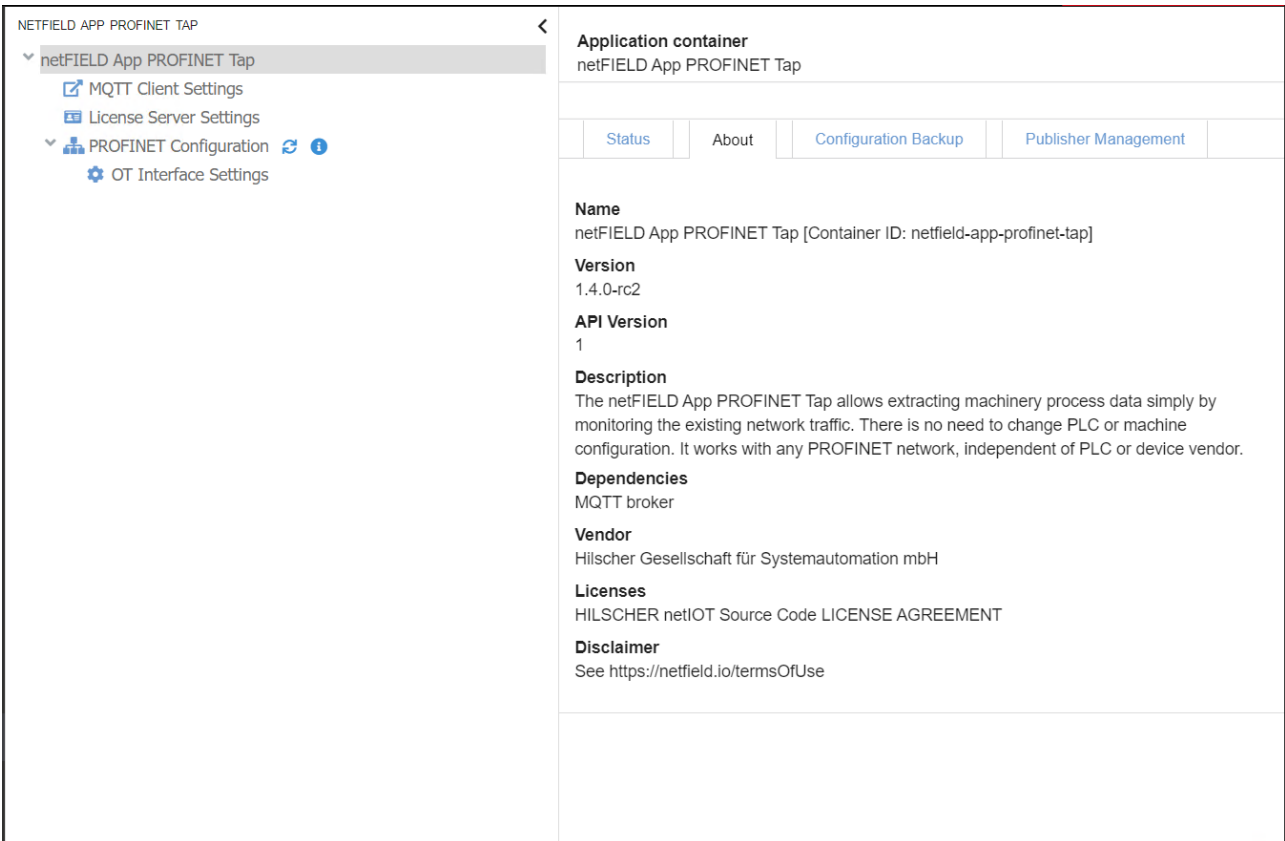 NETFIELD APP PROFINET TAP
netFIELD App PROFINET Tap
MQTT Client Settings
License Server Settings
PROFINET Configuration
OT Interface Settings
Application container
netFIELD App PROFINET Tap
Status About Configuration Backup Publisher Management
Name
netFIELD App PROFINET Tap [Container ID: netfield-app-profinet-tap]
Version
1.4.0-rc2
API Version
1
Description
The netFIELD App PROFINET Tap allows extracting machinery process data simply by
monitoring the existing network traffic. There is no need to change PLC or machine
configuration. It works with any PROFINET network, independent of PLC or device vendor.
Dependencies
MQTT broker
Vendor
Hilscher Gesellschaft für Systemautomation mbH
Licenses
HILSCHER netIOT Source Code LICENSE AGREEMENT
Disclaimer
See https://netfield.io/termsOfUse